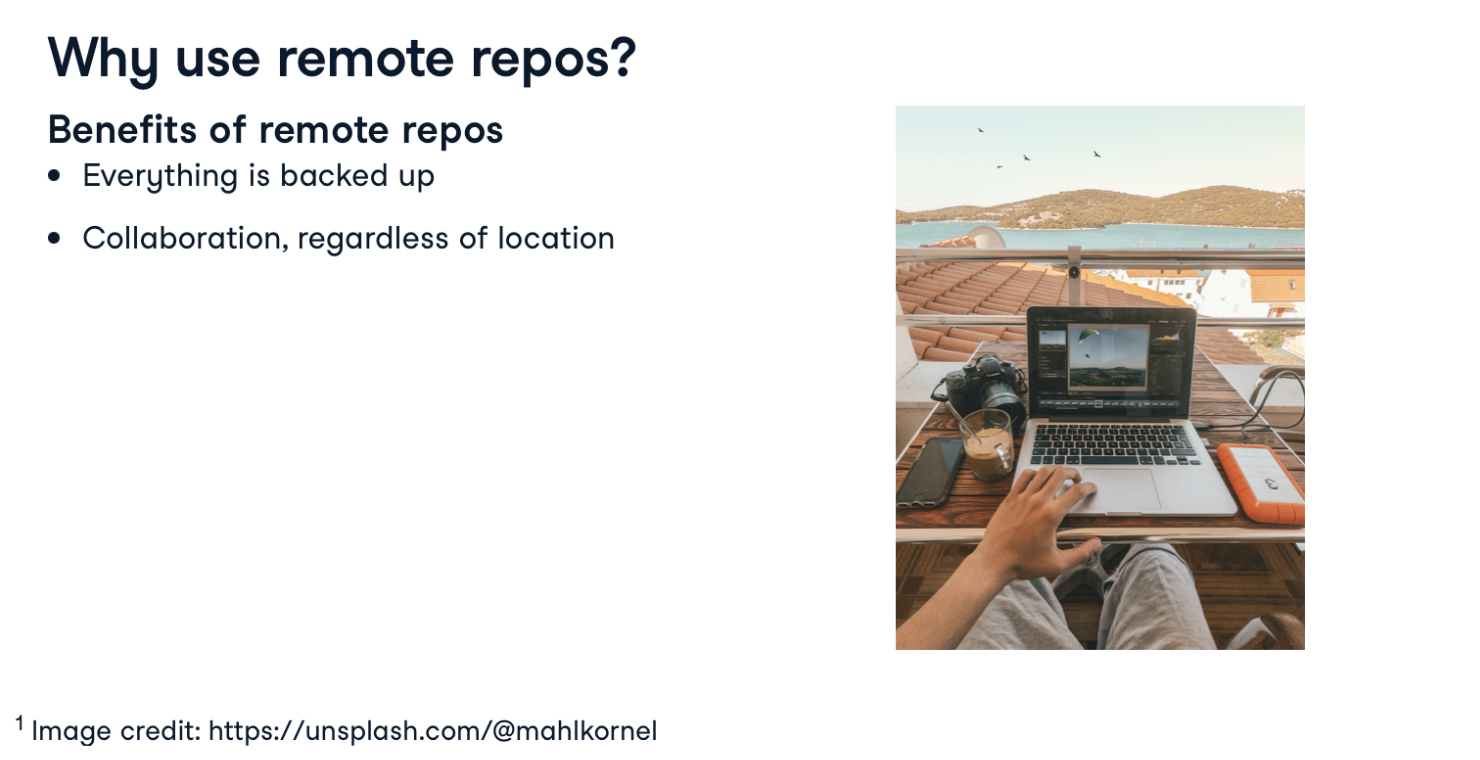 Why use remote repos?
Benefits of remote repos
• Everything is backed up
• Collaboration, regardless of location
1 Image credit: https://unsplash.com/@mahlkornel